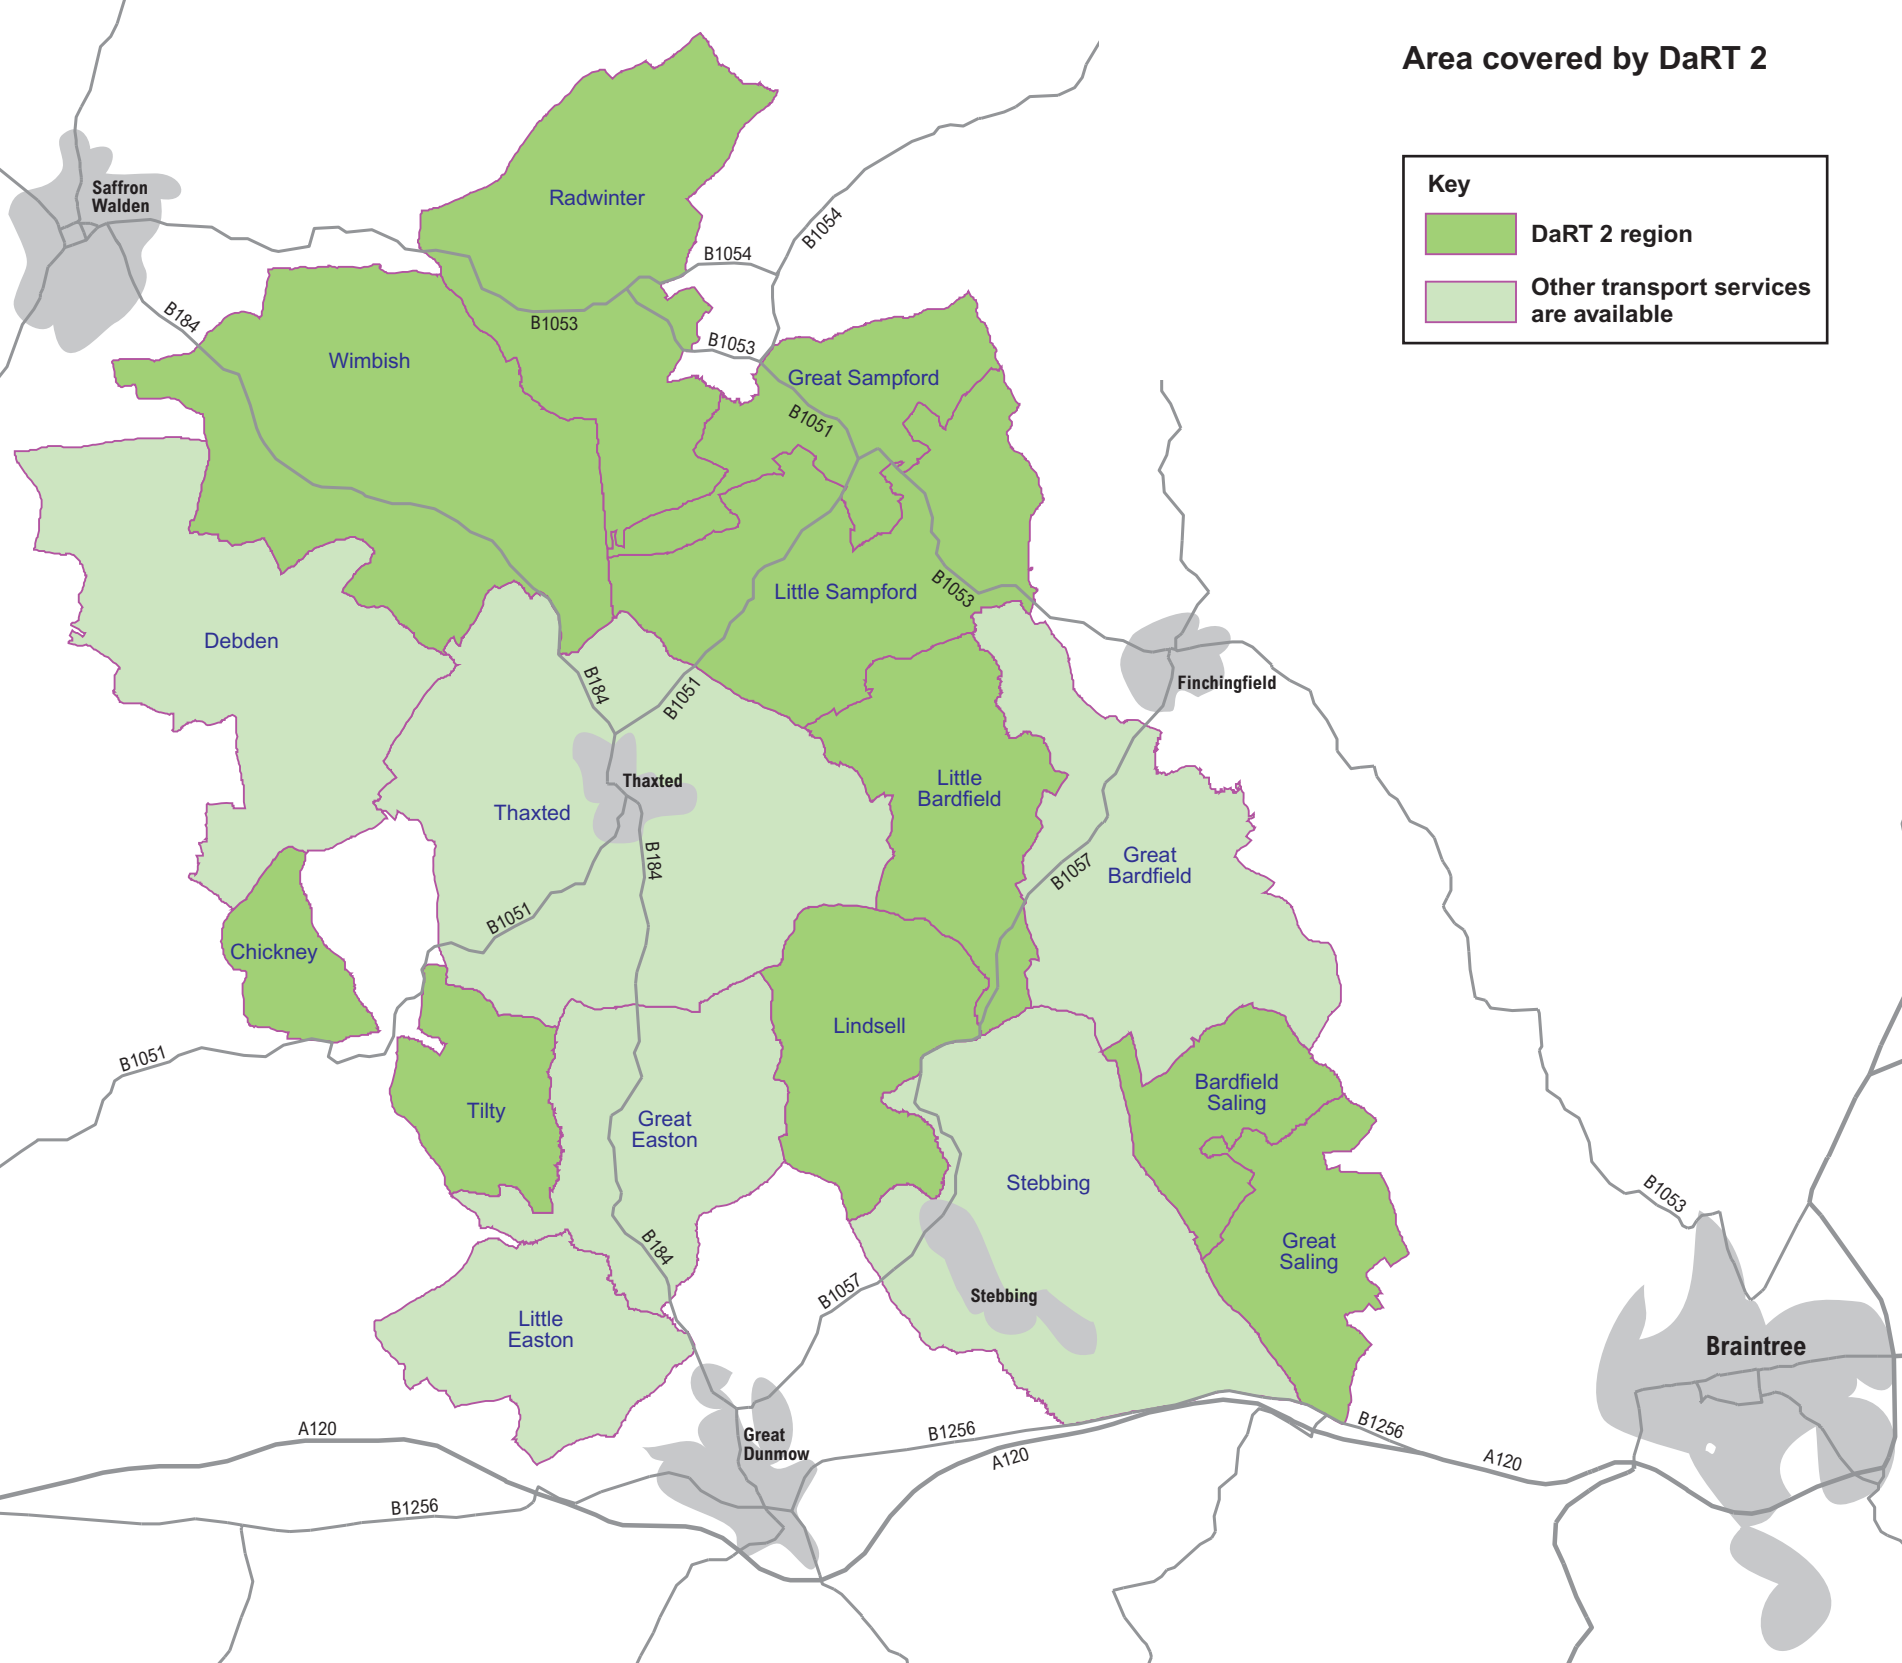 Area covered by DaRT 2
Key
DaRT 2 region
Other transport services
are available
Saffron
Walden
Radwinter
B1054
B1054
B184
B1053
B1053
Wimbish
Great Sampford
B1051
Little Sampford
B1053
Debden
B184
B1051
Finchingfield
Thaxted
Thaxted
Little
Bardfield
B184
B1057
Great
Bardfield
B1051
Chickney
Lindsell
B1051
Tilty
Great
Easton
Bardfield
Saling
Stebbing
B1053
B184
Great
Saling
B1057
Stebbing
Little
Easton
Braintree
A120
B1256
Great
Dunmow
B1256
A120
B1256
A120